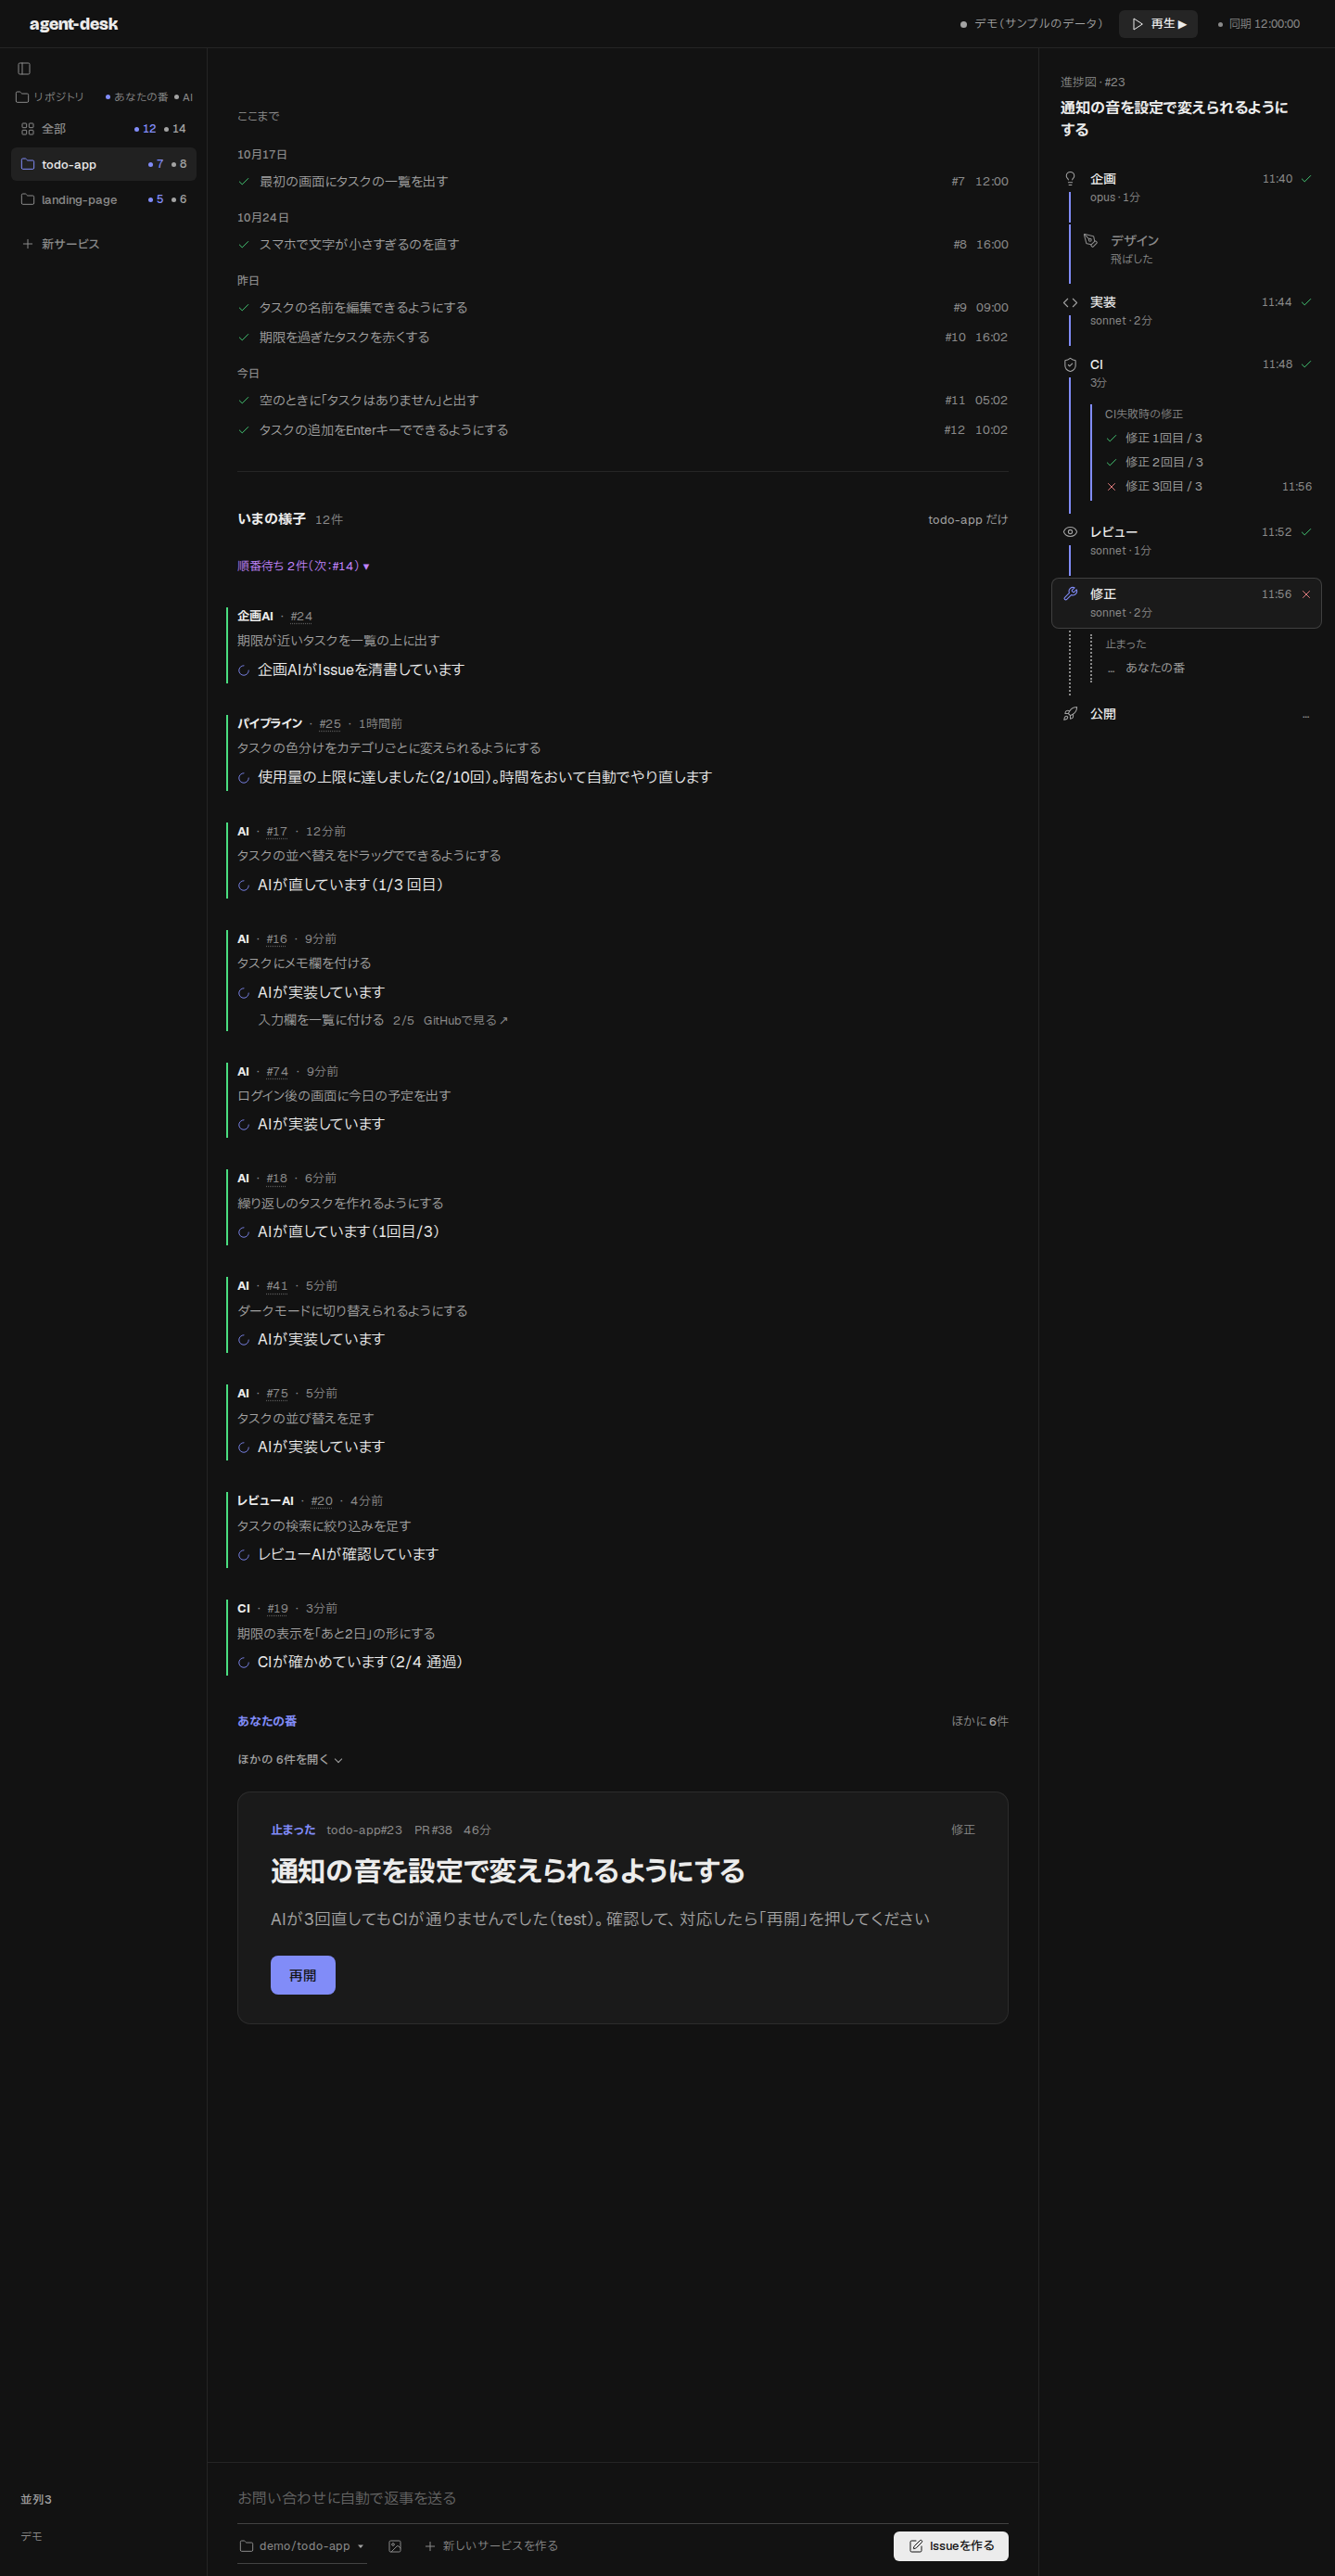 agent-desk
デモ（サンプルのデータ）
再生 ▶
同期 12:00:00
リポジトリ
あなたの番
AI
全部
12
14
todo-app
7
8
landing-page
5
6
新サービス
並列3
デモ
ここまで
10月17日
最初の画面にタスクの一覧を出す
#7 12:00
10月24日
スマホで文字が小さすぎるのを直す
#8 16:00
昨日
タスクの名前を編集できるようにする
#9 09:00
期限を過ぎたタスクを赤くする
#10 16:02
今日
空のときに「タスクはありません」と出す
#11 05:02
タスクの追加をEnterキーでできるようにする
#12 10:02
いまの様子 12件
todo-app だけ
順番待ち 2件（次：#14）▾
企画AI · #24
期限が近いタスクを一覧の上に出す
企画AIがIssueを清書しています
パイプライン · #25 · 1時間前
タスクの色分けをカテゴリごとに変えられるようにする
使用量の上限に達しました（2/10回）。時間をおいて自動でやり直します
AI · #17 · 12分前
タスクの並べ替えをドラッグでできるようにする
AIが直しています（1/3 回目）
AI · #16 · 9分前
タスクにメモ欄を付ける
AIが実装しています
入力欄を一覧に付ける 2/5 GitHubで見る ↗
AI · #74 · 9分前
ログイン後の画面に今日の予定を出す
AIが実装しています
AI · #18 · 6分前
繰り返しのタスクを作れるようにする
AIが直しています（1回目/3）
AI · #41 · 5分前
ダークモードに切り替えられるようにする
AIが実装しています
AI · #75 · 5分前
タスクの並び替えを足す
AIが実装しています
レビューAI · #20 · 4分前
タスクの検索に絞り込みを足す
レビューAIが確認しています
CI · #19 · 3分前
期限の表示を「あと2日」の形にする
CIが確かめています（2/4 通過）
あなたの番
ほかに 6件
ほかの 6件を開く
止まった todo-app#23 PR #38 46分
修正
通知の音を設定で変えられるようにする
AIが3回直してもCIが通りませんでした（test）。確認して、対応したら「再開」を押してください
再開
お問い合わせに自動で返事を送る
demo/todo-app
新しいサービスを作る
Issueを作る
進捗図 · #23
通知の音を設定で変えられるように
する
企画
11:40
opus · 1分
デザイン
飛ばした
実装
11:44
sonnet · 2分
CI
11:48
3分
CI失敗時の修正
修正 1回目 / 3
修正 2回目 / 3
修正 3回目 / 3
11:56
レビュー
11:52
sonnet · 1分
修正
11:56
sonnet · 2分
止まった
… あなたの番
公開
…